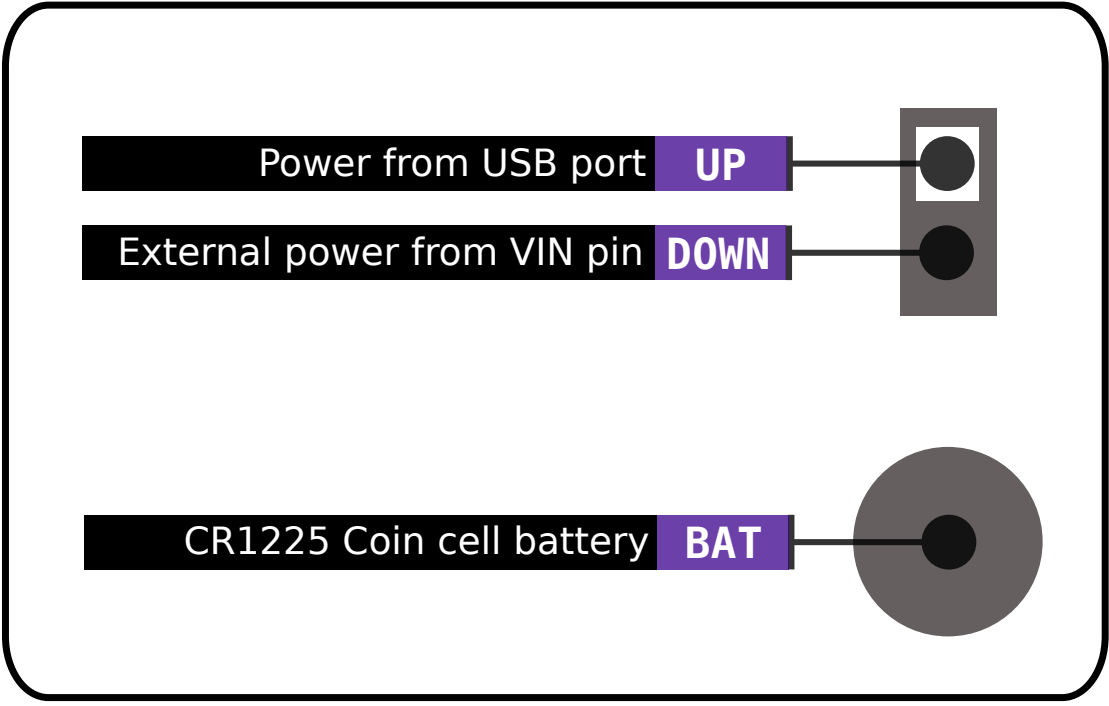 Power from USB port UP
External power from VIN pin DOWN
CR1225 Coin cell battery BAT